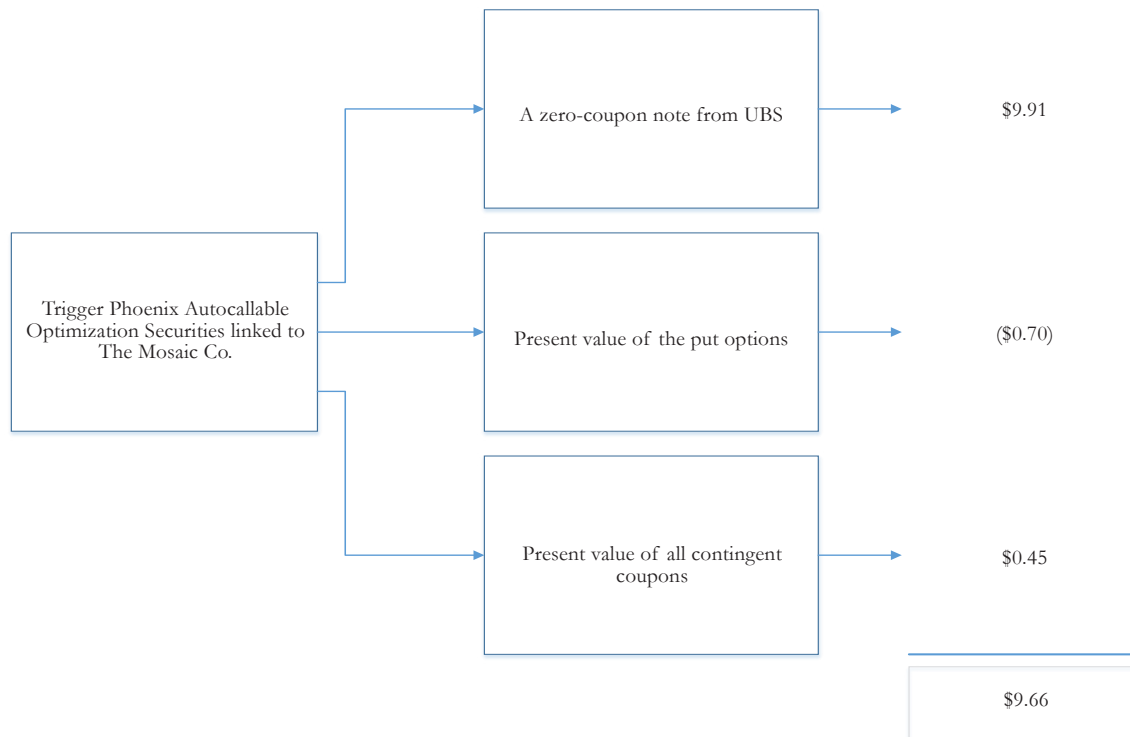 A zero-coupon note from UBS
$9.91
Trigger Phoenix Autocallable
Optimization Securities linked to
The Mosaic Co.
Present value of the put options
($0.70)
Present value of all contingent
coupons
$0.45
$9.66